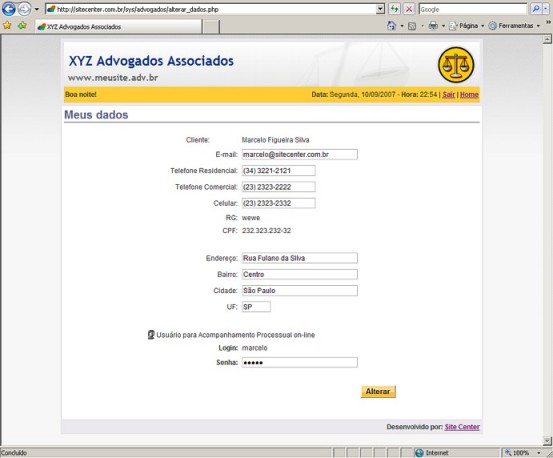 http://sitecenter.com.br/sys/advogados/alterar_dados.php
Google
XYZ Advogados Associados
Página
Ferramentas
XYZ Advogados Associados
www.meusite.adv.br
Boa noite!
Data: Segunda, 10/09/2007 - Hora: 22:54 | Sair | Home
Meus dados
Cliente: Marcelo Figueira Silva
E-mail: marcelo@sitecenter.com.br
Telefone Residencial: (34) 3221-2121
Telefone Comercial: (23) 2323-2222
Celular: (23) 2323-2332
RG: wewe
CPF: 232.323.232-32
Endereço: Rua Fulano da Silva
Bairro: Centro
Cidade: São Paulo
UF: SP
Usuário para Acompanhamento Processual on-line
Login: marcelo
Senha: •••••
Alterar
Desenvolvido por: Site Center
Concluído
Internet
100%